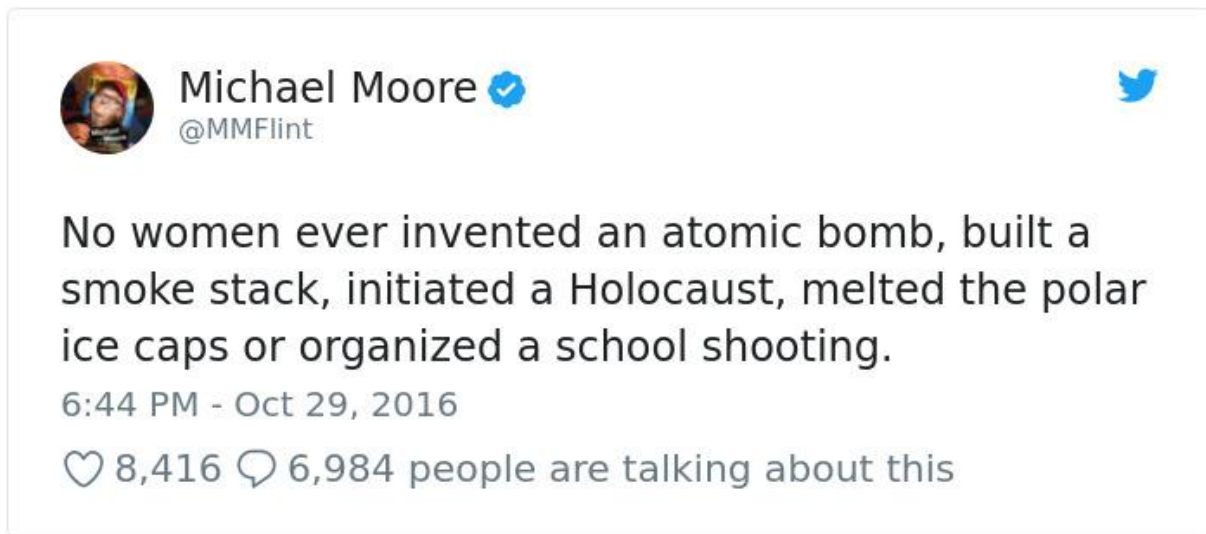 Michael Moore
@MMFlint
No women ever invented an atomic bomb, built a
smoke stack, initiated a Holocaust, melted the polar
ice caps or organized a school shooting.
6:44 PM - Oct 29, 2016
8,416 6,984 people are talking about this